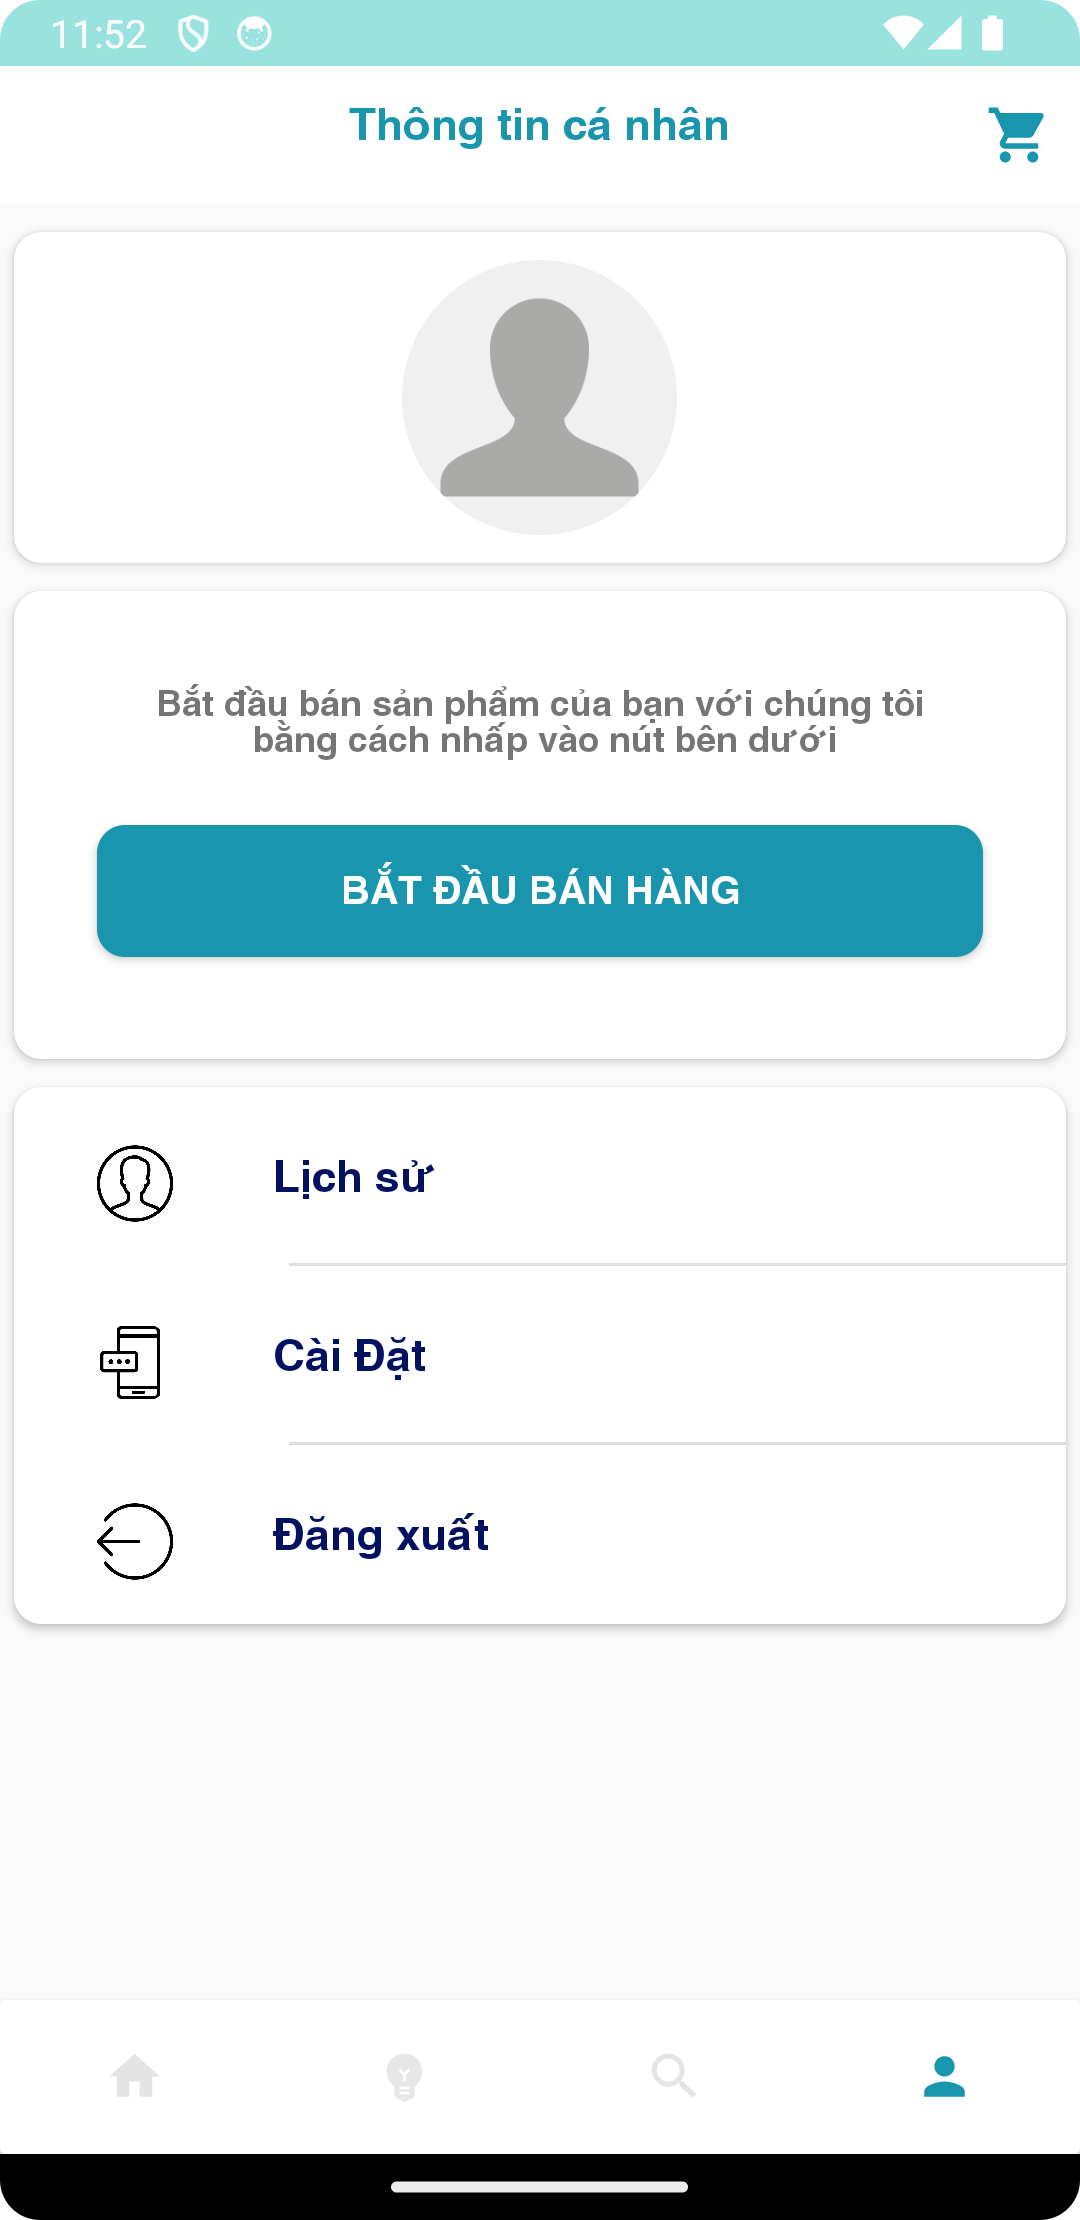 11:52
Thông tin cá nhân
Bắt đầu bán sản phẩm của bạn với chúng tôi
bằng cách nhấp vào nút bên dưới
BẮT ĐẦU BÁN HÀNG
Lịch sử
Cài Đặt
Đăng xuất